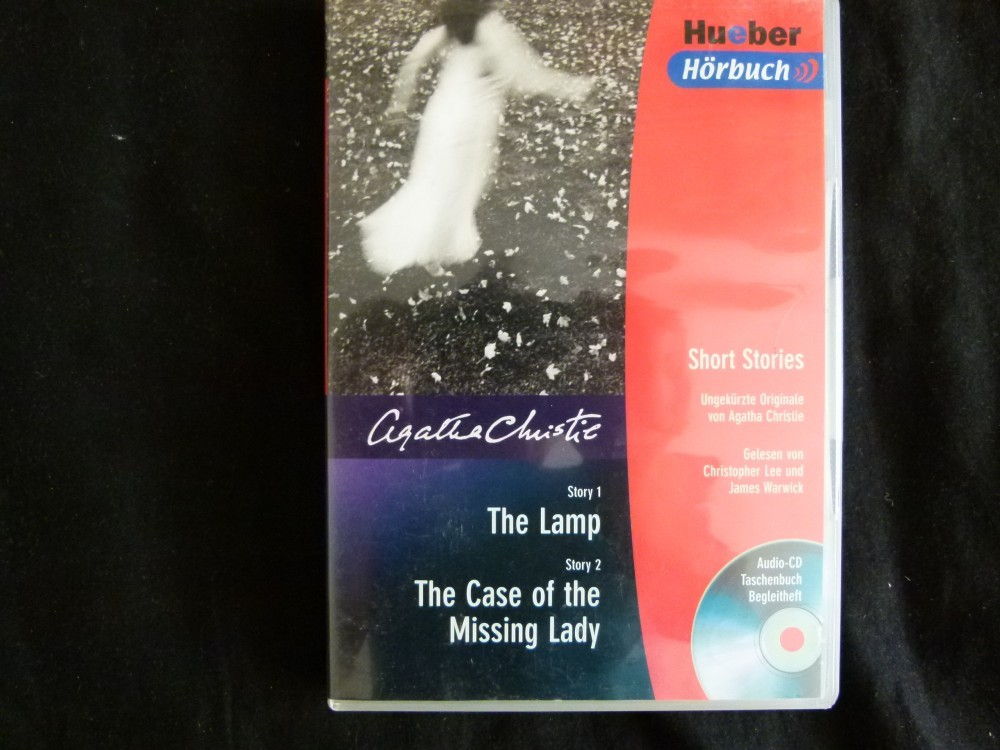 Hueber
Hörbuch
Short Stories
Ungekürzte Originale
von Agatha Christie
Gelesen von
Christopher Lee und
James Warwick
Agatha Christie
Story 1
The Lamp
Story 2
The Case of the
Missing Lady
Audio-CD
Taschenbuch
Begleitheft